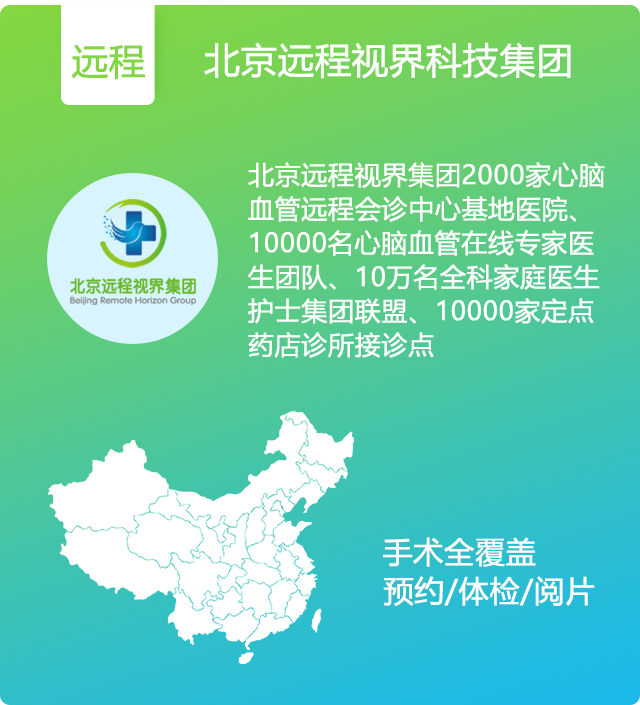 远程
北京远程视界科技集团
北京远程视界集团2000家心脑
血管远程会诊中心基地医院、
10000名心脑血管在线专家医
生团队、10万名全科家庭医生
护士集团联盟、10000家定点
药店诊所接诊点
北京远程视界集团
Beijing Remote Horizon Group
手术全覆盖
预约/体检/阅片